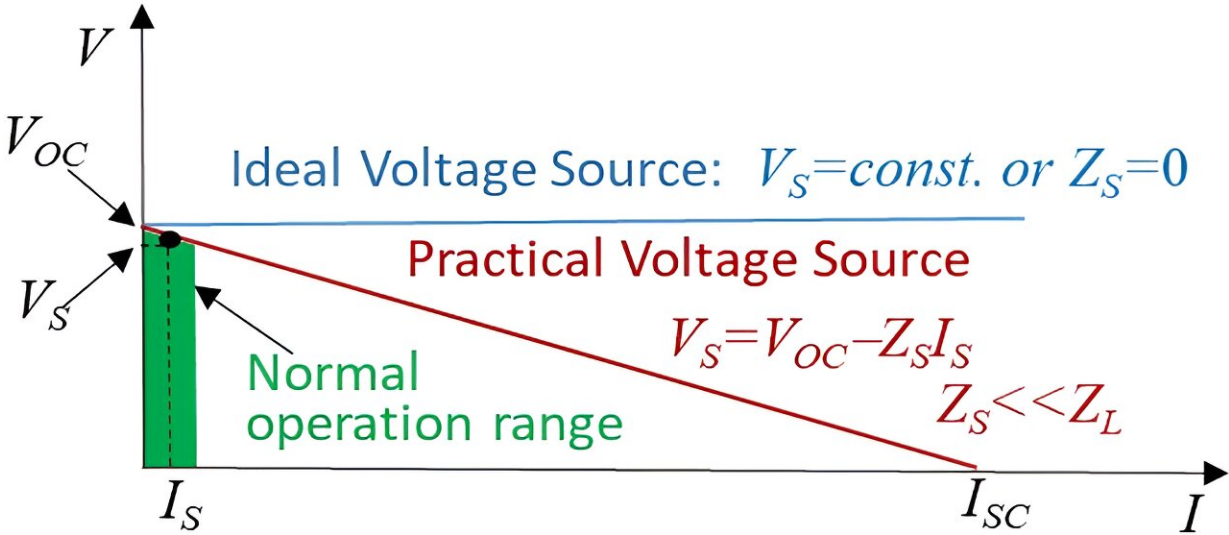 V
V_OC
Ideal Voltage Source: V_S=const. or Z_S=0
Practical Voltage Source
V_S
V_S=V_OC–Z_SI_S
Normal
operation range
Z_S<<Z_L
I_S
I_SC
I